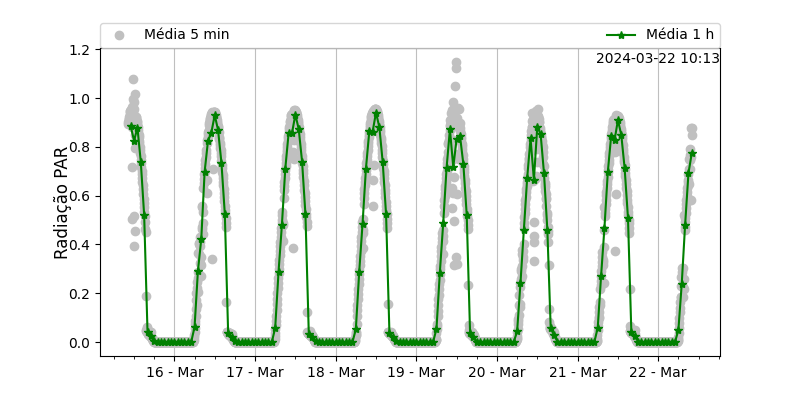 Média 5 min
Média 1 h
2024-03-22 10:13
Radiação PAR
1.2
1.0
0.8
0.6
0.4
0.2
0.0
16 - Mar
17 - Mar
18 - Mar
19 - Mar
20 - Mar
21 - Mar
22 - Mar